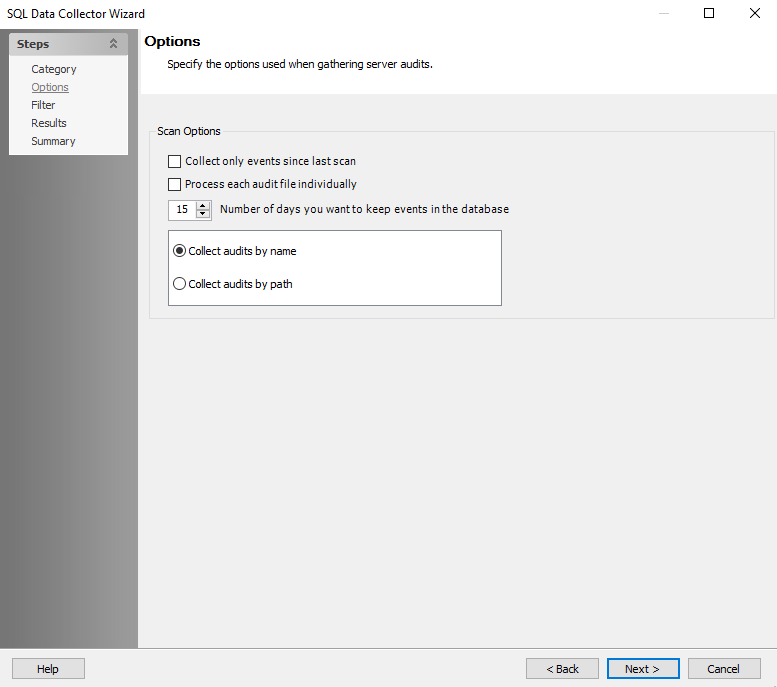 SQL Data Collector Wizard
Steps
Category
Options
Filter
Results
Summary
Options
Specify the options used when gathering server audits.
Scan Options
Collect only events since last scan
Process each audit file individually
15 Number of days you want to keep events in the database
Collect audits by name
Collect audits by path
Help
< Back
Next >
Cancel